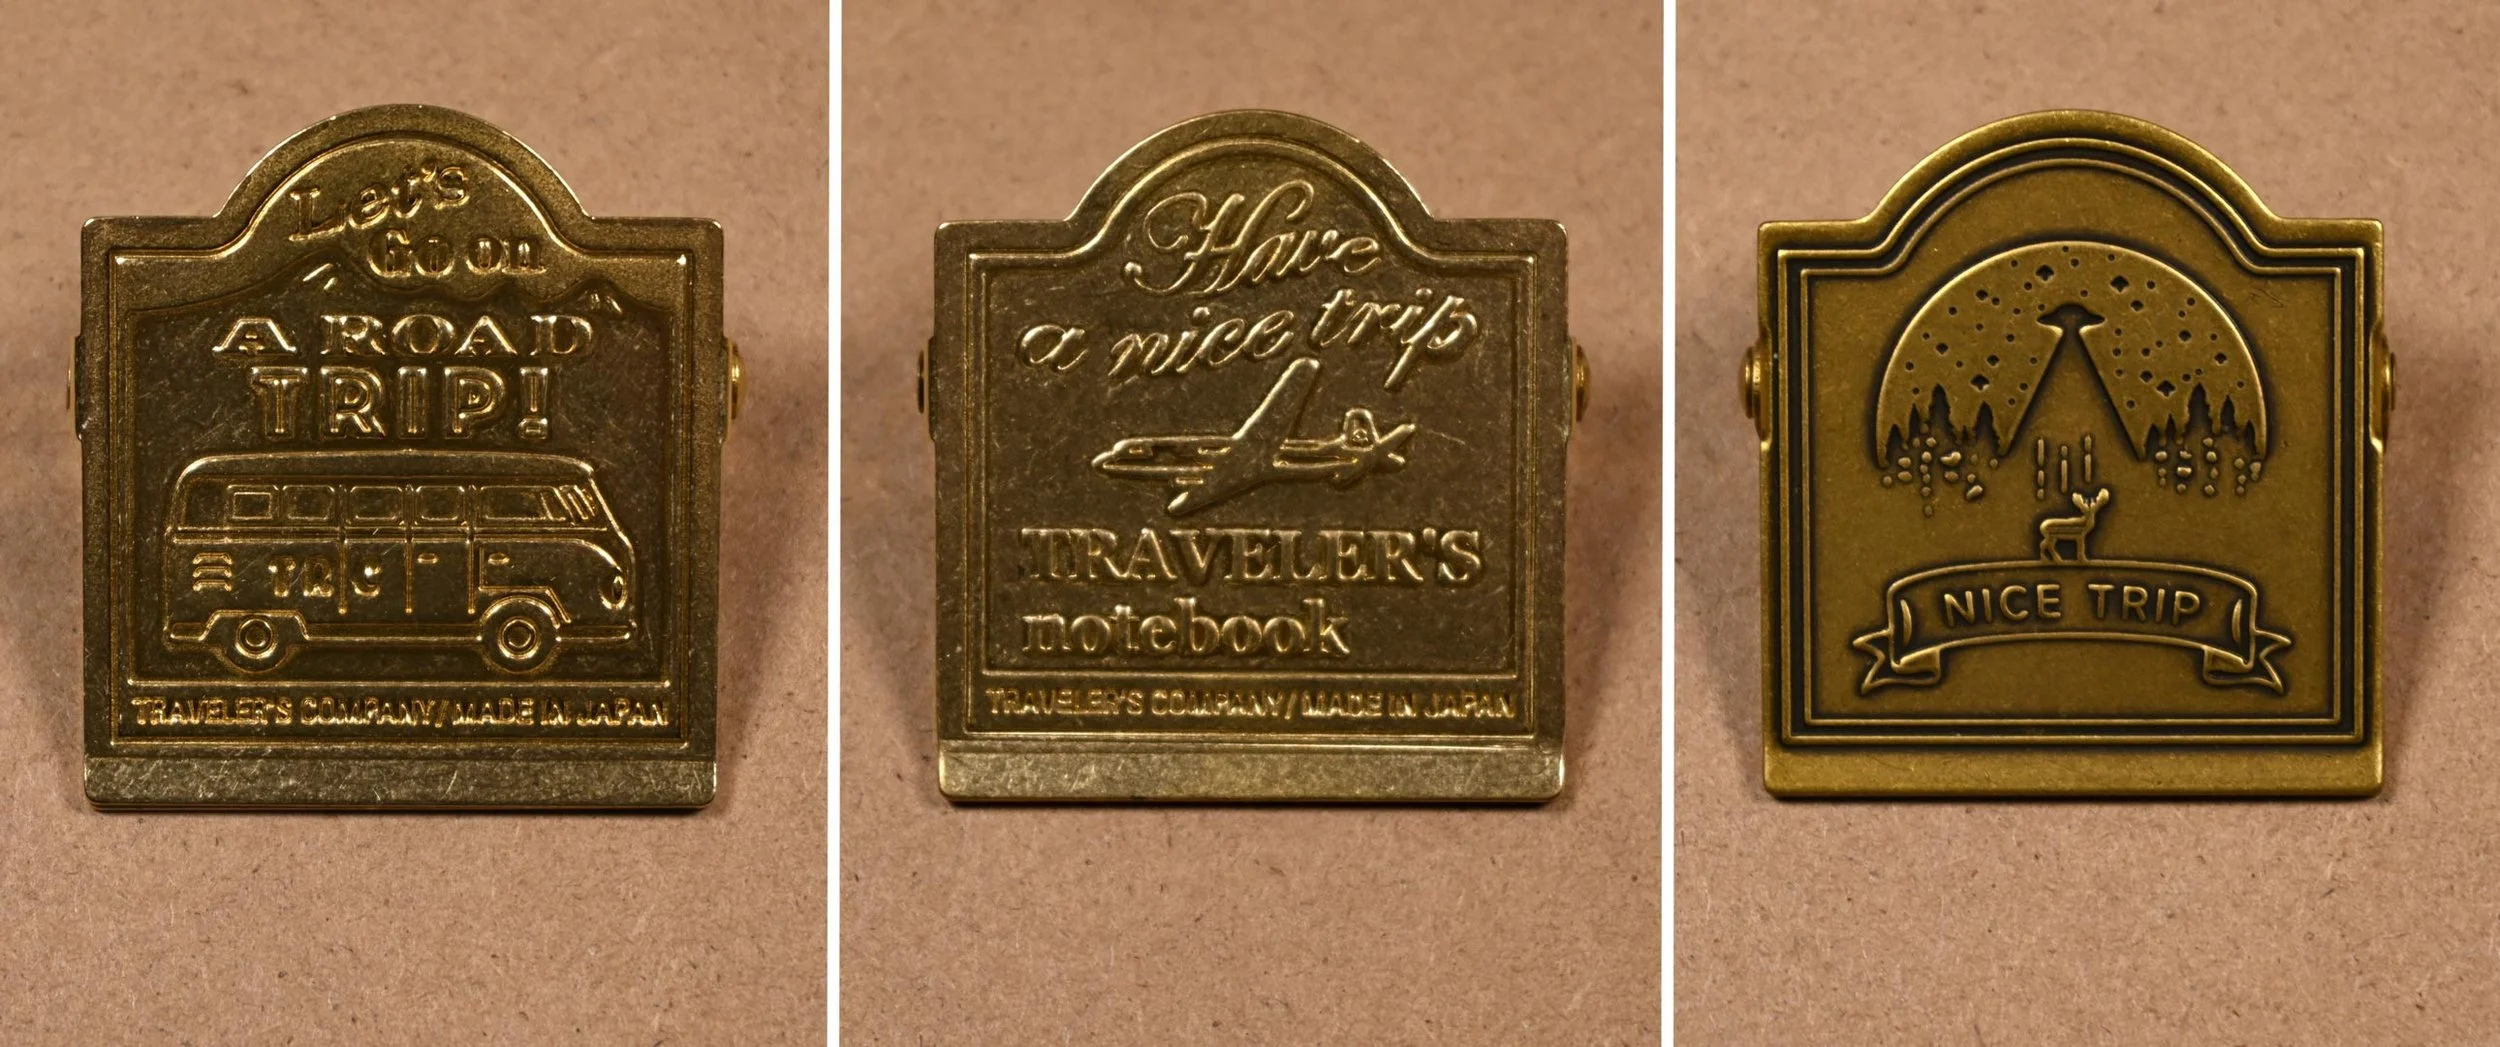 Let's
Go on
A ROAD
TRIP!
TRAVELER'S COMPANY/MADE IN JAPAN
Have
a nice trip
TRAVELER'S
notebook
TRAVELER'S COMPANY/MADE IN JAPAN
NICE TRIP